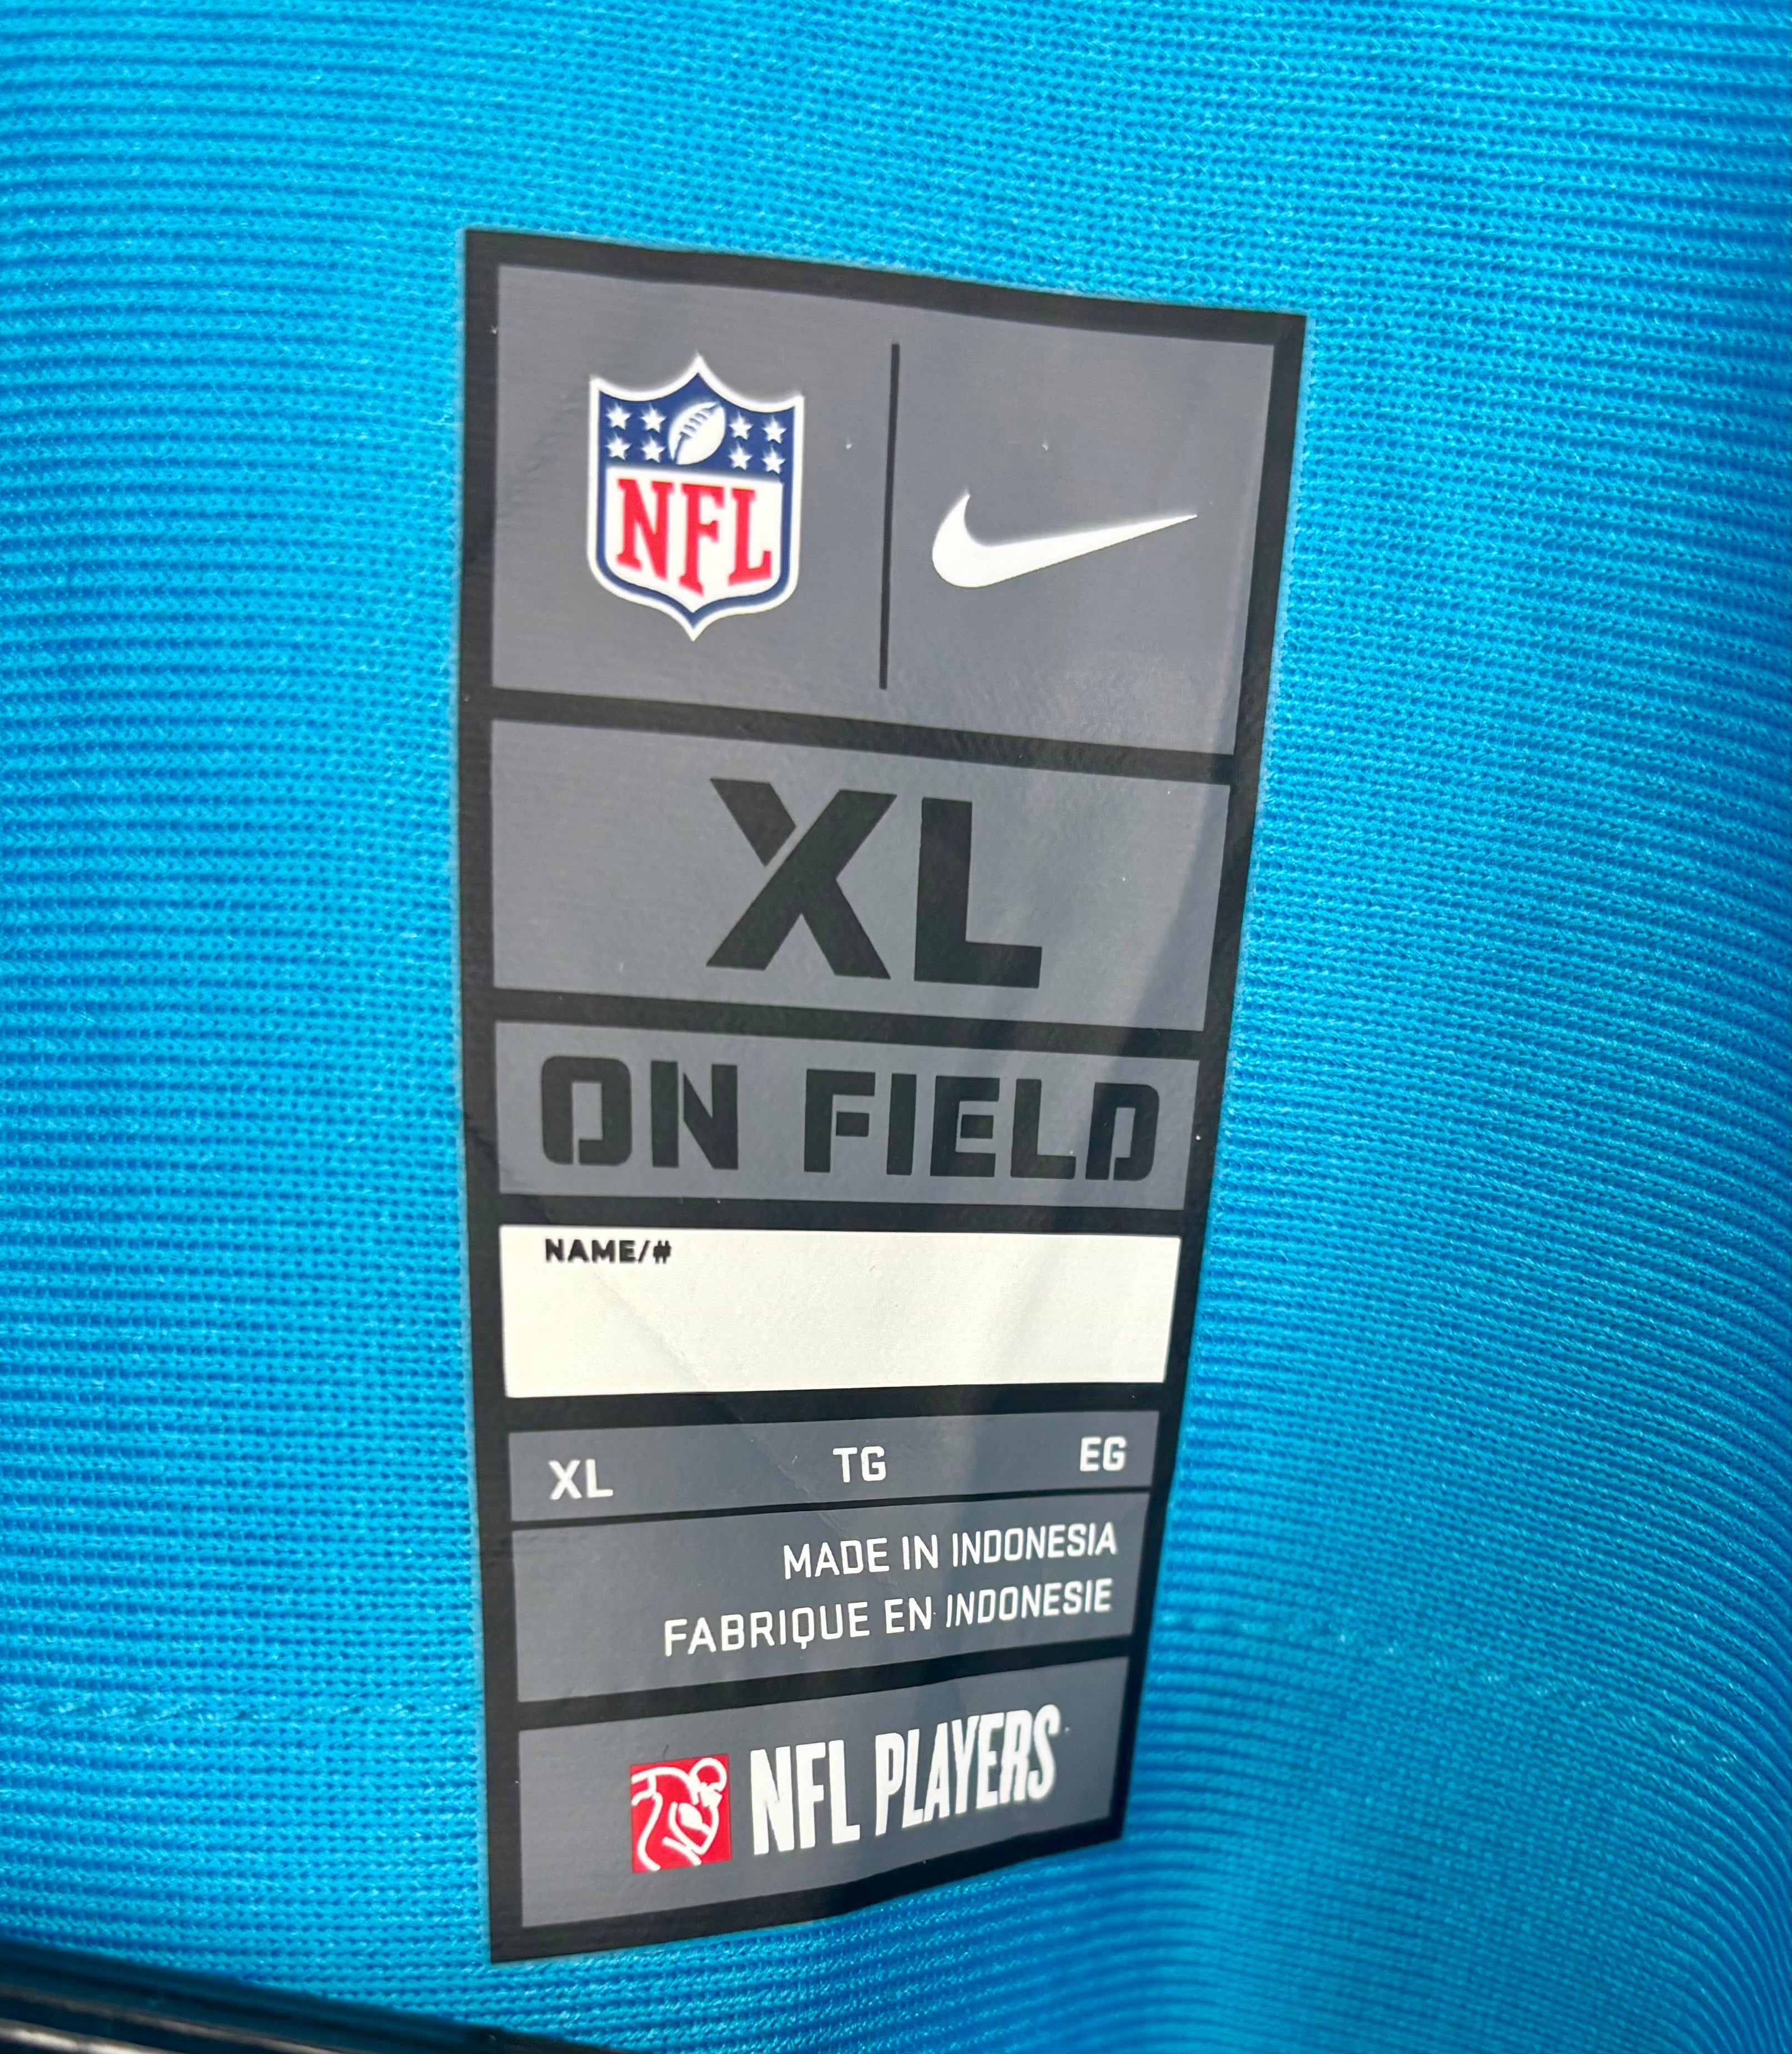 NFL
XL
ON FIELD
NAME/#
XL TG EG
MADE IN INDONESIA
FABRIQUE EN INDONESIE
NFL PLAYERS